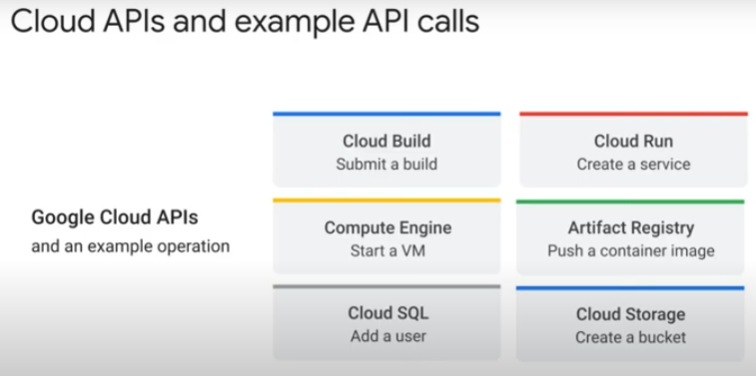 Cloud APIs and example API calls
Google Cloud APIs
and an example operation
Cloud Build
Submit a build
Cloud Run
Create a service
Compute Engine
Start a VM
Artifact Registry
Push a container image
Cloud SQL
Add a user
Cloud Storage
Create a bucket